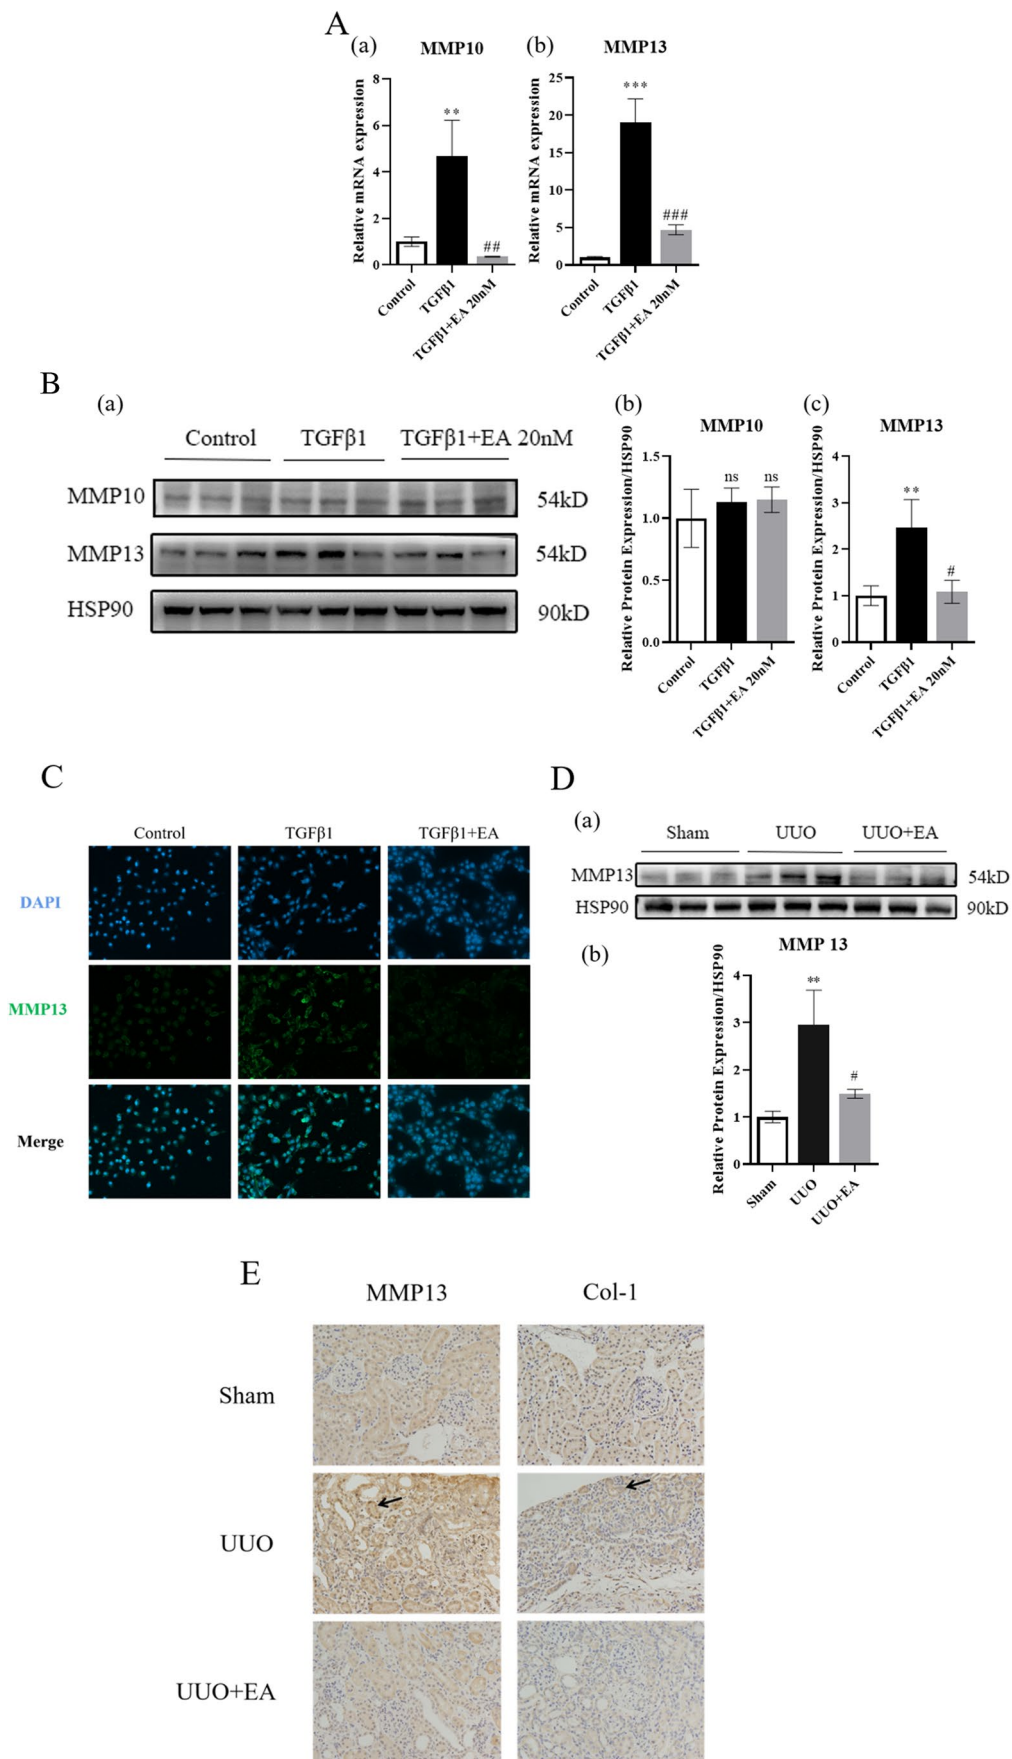 A
(a)
MMP10
Relative mRNA expression
8
6
4
2
0
**
##
Control
TGFβ1
TGFβ1+EA 20nM
(b)
MMP13
Relative mRNA expression
25
20
15
10
5
0
***
###
Control
TGFβ1
TGFβ1+EA 20nM
B
(a)
Control TGFβ1 TGFβ1+EA 20nM
MMP10 54kD
MMP13 54kD
HSP90 90kD
(b)
MMP10
Relative Protein Expression/HSP90
1.5
1.0
0.5
0.0
ns
ns
Control
TGFβ1
TGFβ1+EA 20nM
(c)
MMP13
Relative Protein Expression/HSP90
4
3
2
1
0
**
#
Control
TGFβ1
TGFβ1+EA 20nM
C
Control TGFβ1 TGFβ1+EA
DAPI
MMP13
Merge
D
(a)
Sham UUO UUO+EA
MMP13 54kD
HSP90 90kD
(b)
MMP 13
Relative Protein Expression/HSP90
4
3
2
1
0
**
#
Sham
UUO
UUO+EA
E
MMP13 Col-1
Sham
UUO
UUO+EA